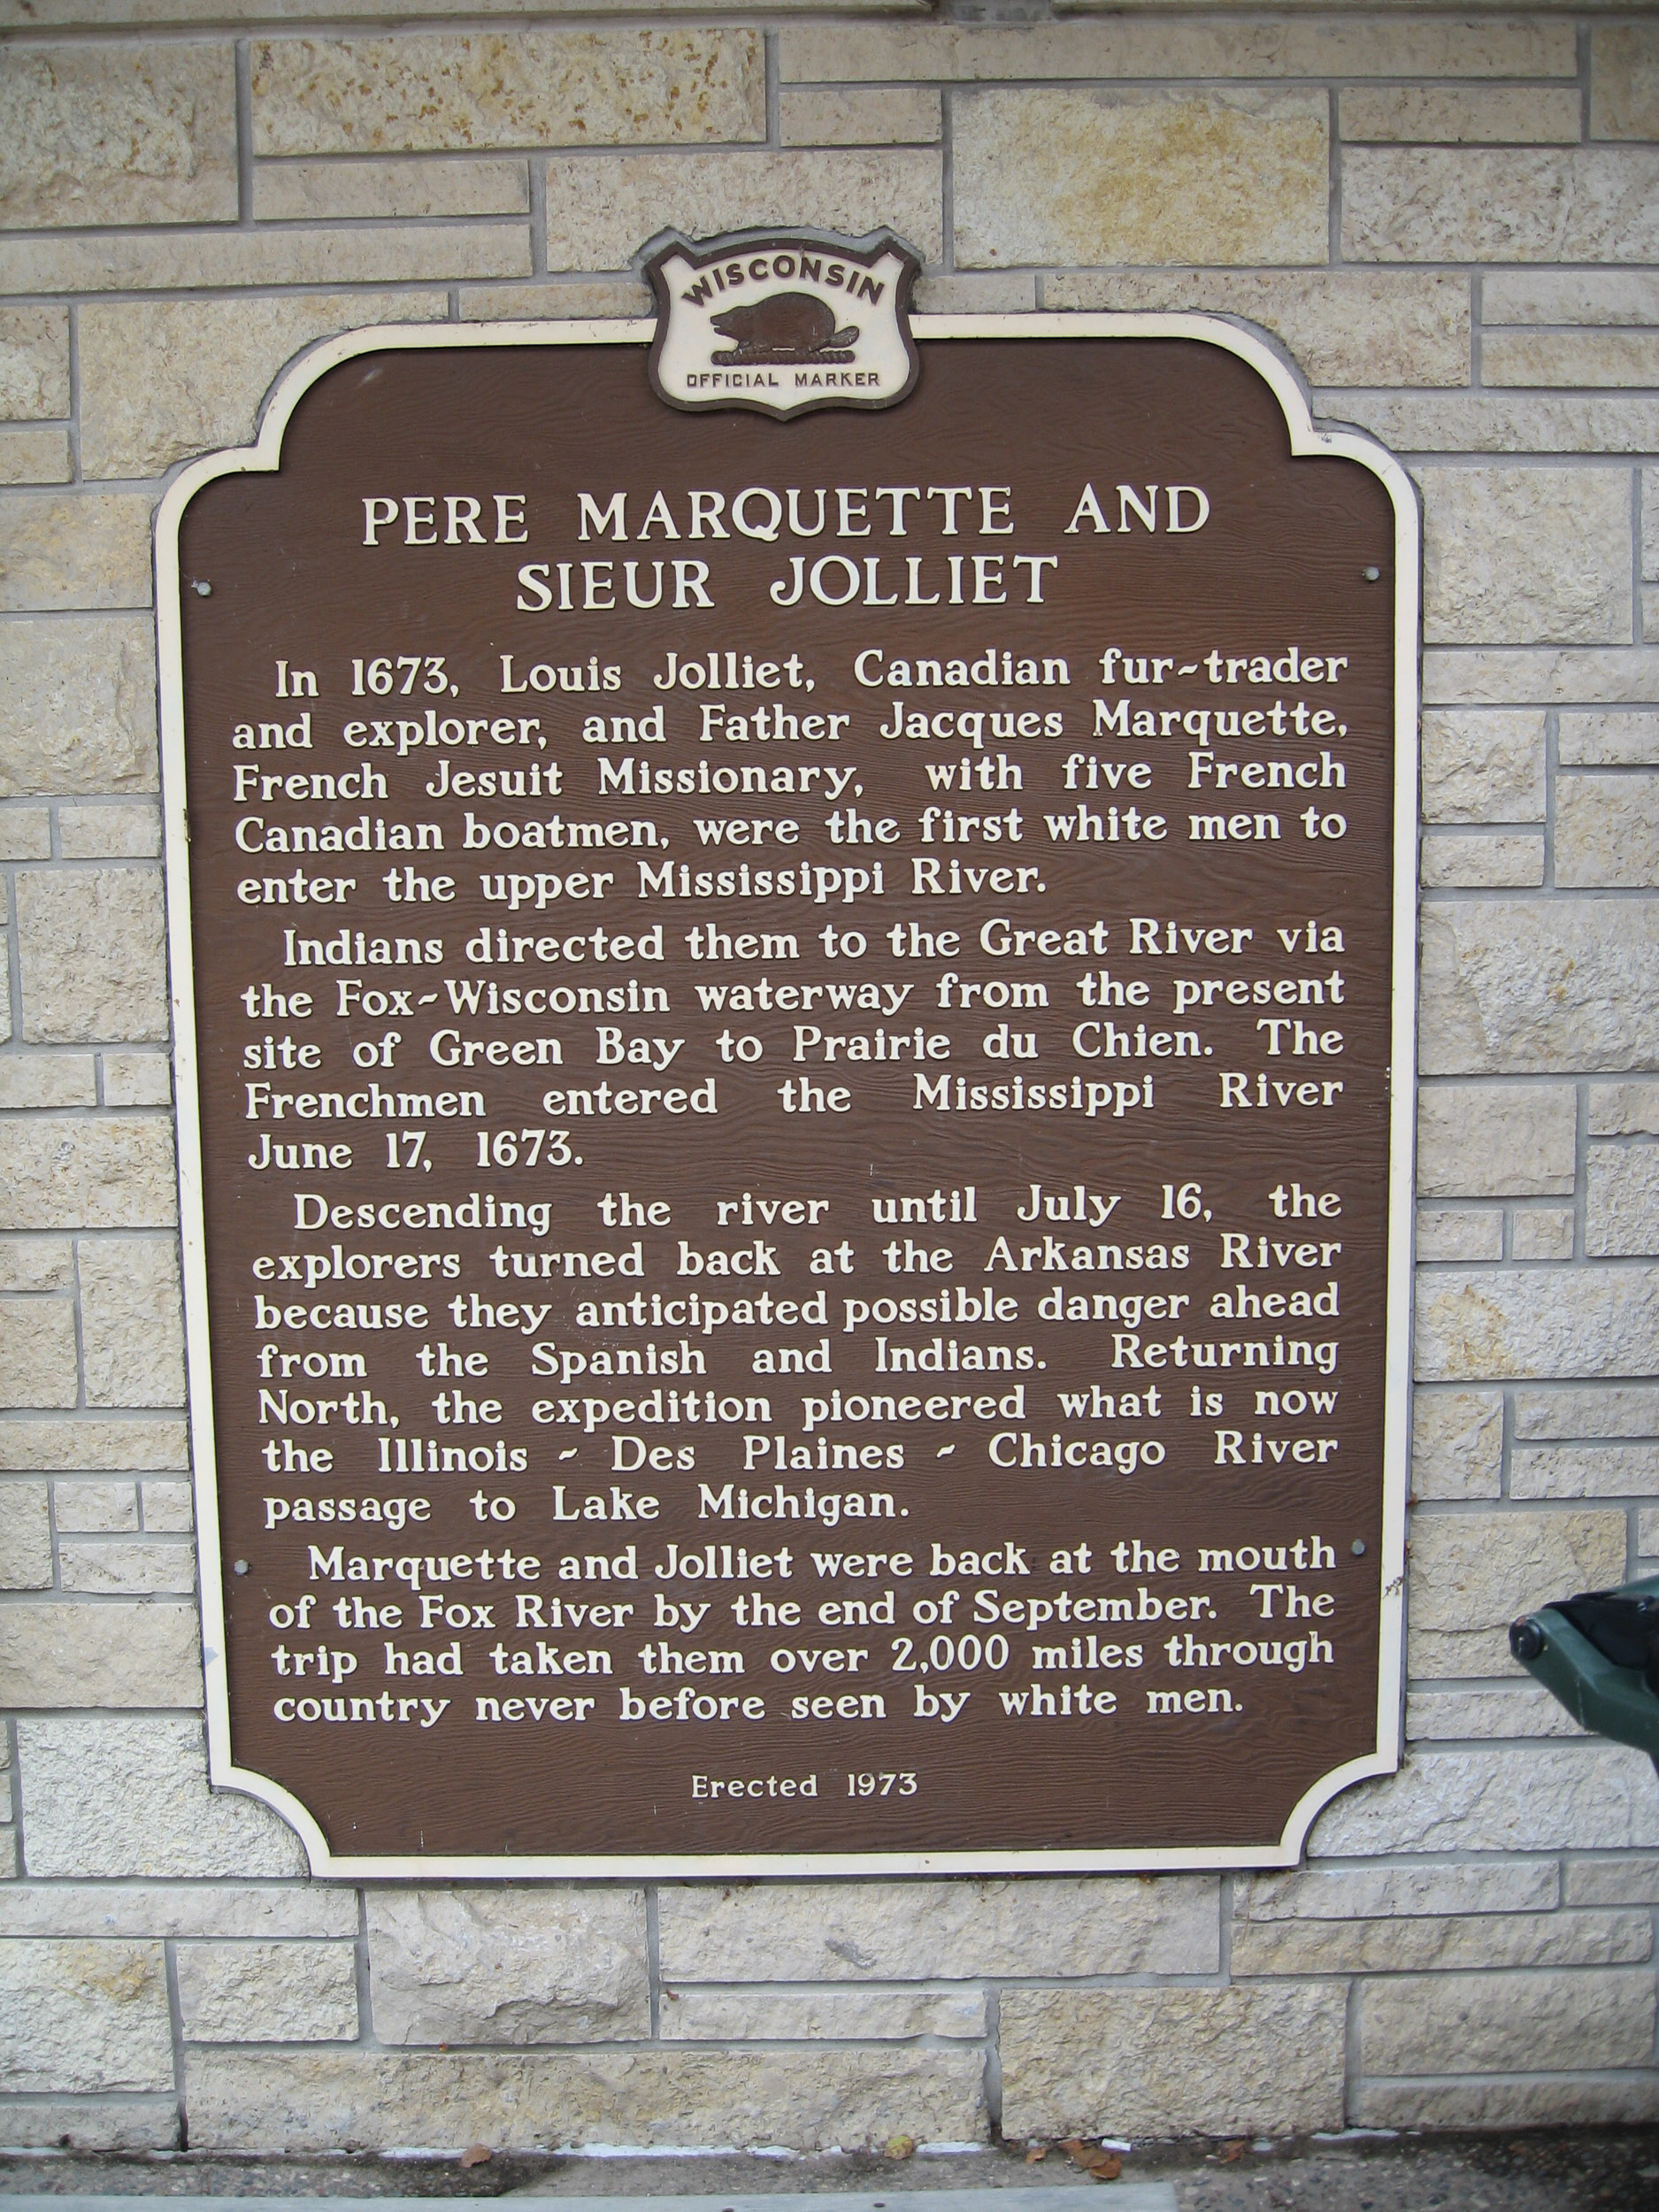 WISCONSIN
OFFICIAL MARKER
PERE MARQUETTE AND
SIEUR JOLLIET
In 1673, Louis Jolliet, Canadian fur-trader
and explorer, and Father Jacques Marquette,
French Jesuit Missionary, with five French
Canadian boatmen, were the first white men to
enter the upper Mississippi River.
Indians directed them to the Great River via
the Fox-Wisconsin waterway from the present
site of Green Bay to Prairie du Chien. The
Frenchmen entered the Mississippi River
June 17, 1673.
Descending the river until July 16, the
explorers turned back at the Arkansas River
because they anticipated possible danger ahead
from the Spanish and Indians. Returning
North, the expedition pioneered what is now
the Illinois - Des Plaines - Chicago River
passage to Lake Michigan.
Marquette and Jolliet were back at the mouth
of the Fox River by the end of September. The
trip had taken them over 2,000 miles through
country never before seen by white men.
Erected 1973